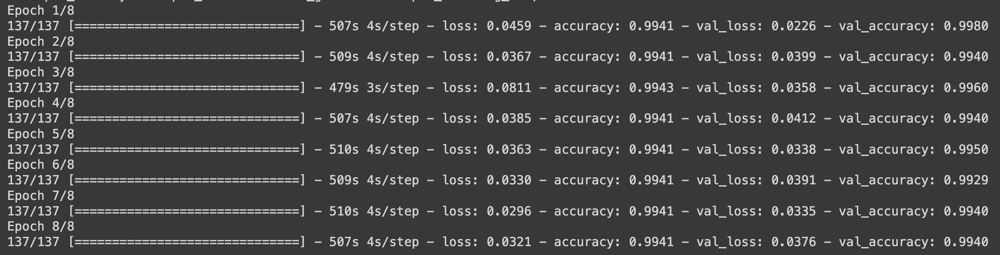 Epoch 1/8
137/137 [==============================] - 507s 4s/step - loss: 0.0459 - accuracy: 0.9941 - val_loss: 0.0226 - val_accuracy: 0.9980
Epoch 2/8
137/137 [==============================] - 509s 4s/step - loss: 0.0367 - accuracy: 0.9941 - val_loss: 0.0399 - val_accuracy: 0.9940
Epoch 3/8
137/137 [==============================] - 479s 3s/step - loss: 0.0811 - accuracy: 0.9943 - val_loss: 0.0358 - val_accuracy: 0.9960
Epoch 4/8
137/137 [==============================] - 507s 4s/step - loss: 0.0385 - accuracy: 0.9941 - val_loss: 0.0412 - val_accuracy: 0.9940
Epoch 5/8
137/137 [==============================] - 510s 4s/step - loss: 0.0363 - accuracy: 0.9941 - val_loss: 0.0338 - val_accuracy: 0.9950
Epoch 6/8
137/137 [==============================] - 509s 4s/step - loss: 0.0330 - accuracy: 0.9941 - val_loss: 0.0391 - val_accuracy: 0.9929
Epoch 7/8
137/137 [==============================] - 510s 4s/step - loss: 0.0296 - accuracy: 0.9941 - val_loss: 0.0335 - val_accuracy: 0.9940
Epoch 8/8
137/137 [==============================] - 507s 4s/step - loss: 0.0321 - accuracy: 0.9941 - val_loss: 0.0376 - val_accuracy: 0.9940